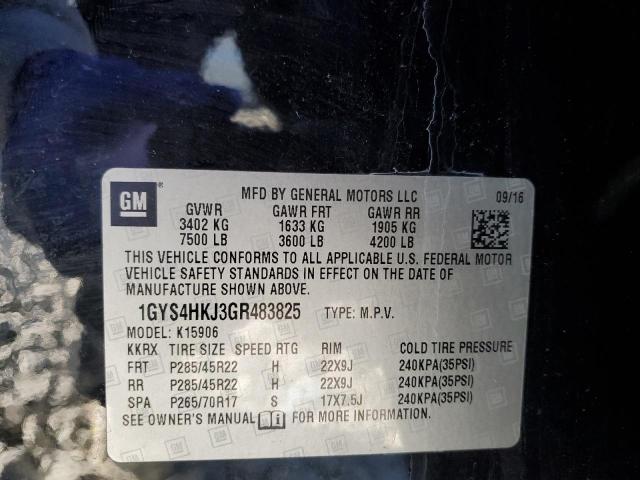 GM ® MFD BY GENERAL MOTORS LLC 09/16
GVWR GAWR FRT GAWR RR
3402 KG 1633 KG 1905 KG
7500 LB 3600 LB 4200 LB
THIS VEHICLE CONFORMS TO ALL APPLICABLE U.S. FEDERAL MOTOR
VEHICLE SAFETY STANDARDS IN EFFECT ON THE DATE OF
MANUFACTURE SHOWN ABOVE.
1GYS4HKJ3GR483825 TYPE: M.P.V.
MODEL: K15906
KKRX TIRE SIZE SPEED RTG RIM COLD TIRE PRESSURE
FRT P285/45R22 H 22X9J 240KPA(35PSI)
RR P285/45R22 H 22X9J 240KPA(35PSI)
SPA P265/70R17 S 17X7.5J 240KPA(35PSI)
SEE OWNER'S MANUAL FOR MORE INFORMATION.